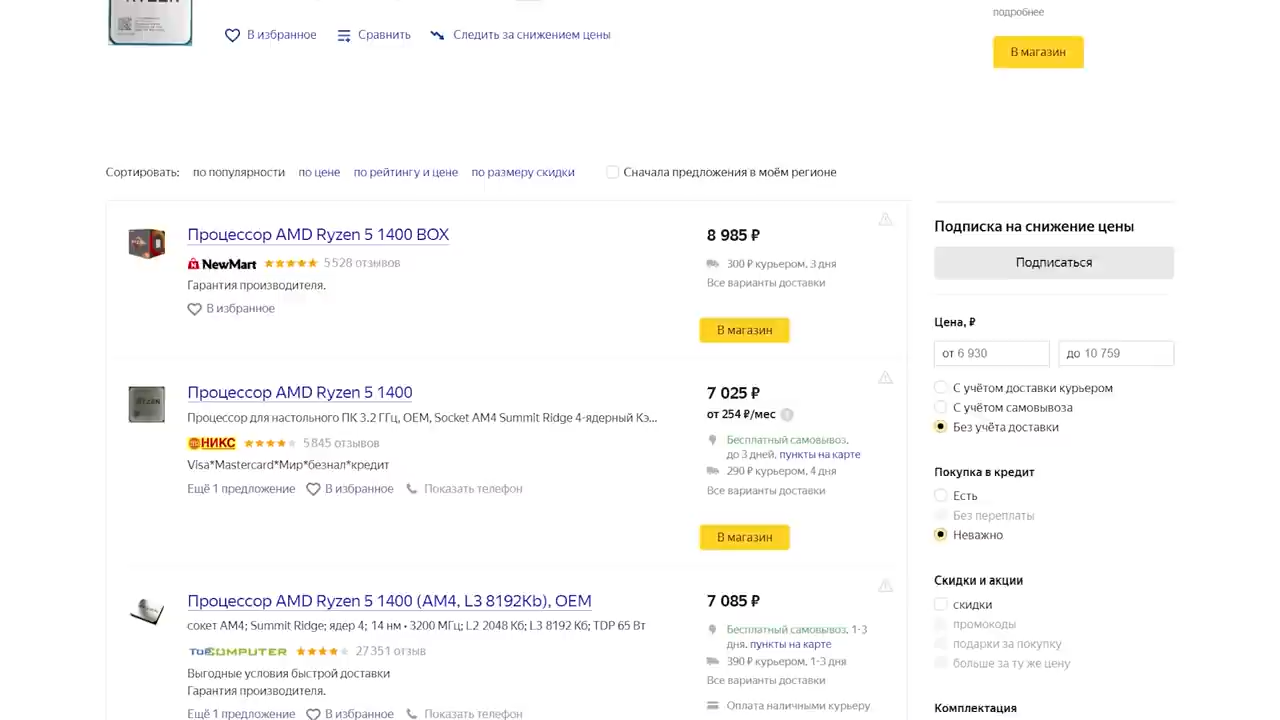 RYZEN
подробнее
В избранное Сравнить Следить за снижением цены
В магазин
Сортировать: по популярности по цене по рейтингу и цене по размеру скидки Сначала предложения в моём регионе
Процессор AMD Ryzen 5 1400 BOX
8 985 ₽
NewMart 5 528 отзывов
300 ₽ курьером, 3 дня
Гарантия производителя.
Все варианты доставки
В избранное
В магазин
Процессор AMD Ryzen 5 1400
7 025 ₽
Процессор для настольного ПК 3.2 ГГц, OEM, Socket AM4 Summit Ridge 4-ядерный Кэ...
от 254 ₽/мес
НИКС 5 845 отзывов
Бесплатный самовывоз,
до 3 дней, пункты на карте
Visa*Mastercard*Мир*безнал*кредит
290 ₽ курьером, 4 дня
Ещё 1 предложение В избранное Показать телефон
Все варианты доставки
В магазин
Процессор AMD Ryzen 5 1400 (AM4, L3 8192Kb), OEM
7 085 ₽
сокет AM4; Summit Ridge; ядер 4; 14 нм • 3200 МГц; L2 2048 Кб; L3 8192 Кб; TDP 65 Вт
Бесплатный самовывоз, 1-3
дня, пункты на карте
27 351 отзыв
390 ₽ курьером, 1-3 дня
Выгодные условия быстрой доставки
Все варианты доставки
Гарантия производителя.
Оплата наличными курьеру
Ещё 1 предложение В избранное Показать телефон
Подписка на снижение цены
Подписаться
Цена, ₽
от 6 930 до 10 759
С учётом доставки курьером
С учётом самовывоза
Без учёта доставки
Покупка в кредит
Есть
Без переплаты
Неважно
Скидки и акции
скидки
промокоды
подарки за покупку
больше за ту же цену
Комплектация